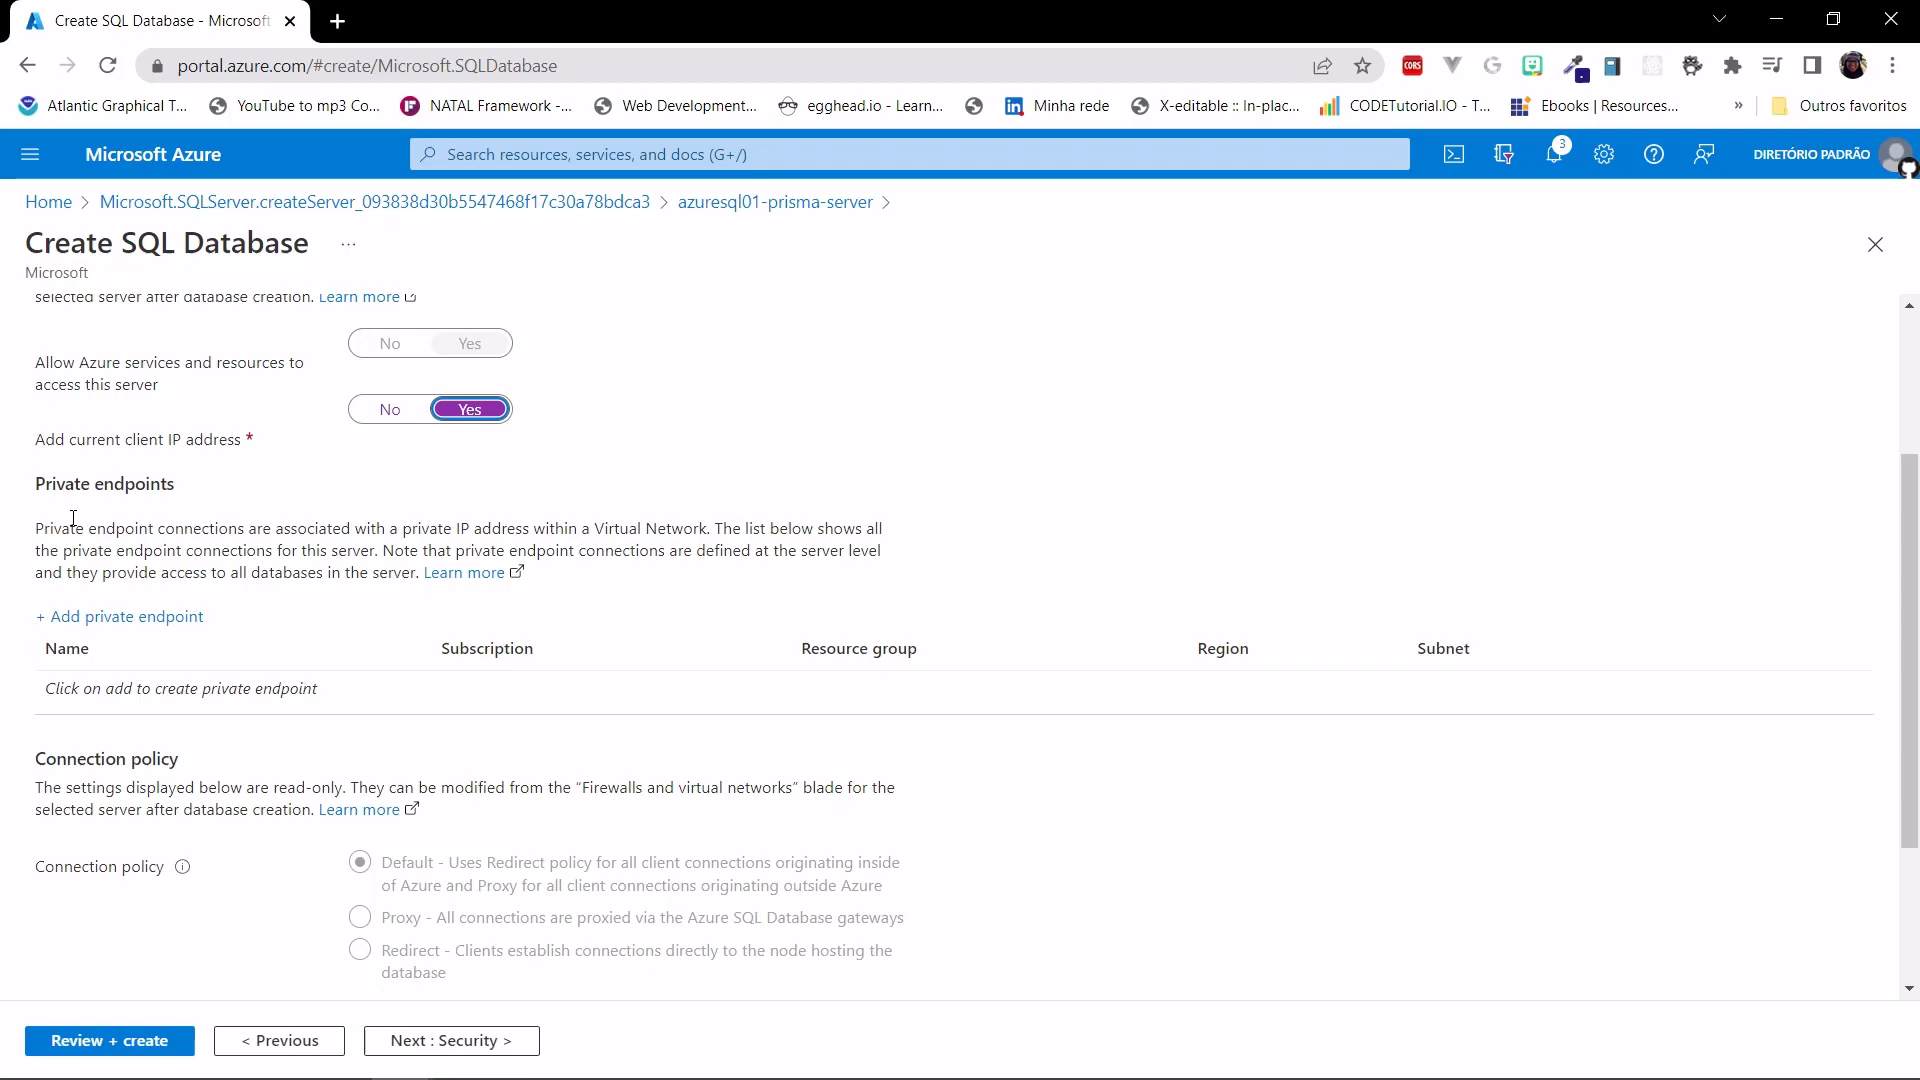 Create SQL Database - Microsoft
portal.azure.com/#create/Microsoft.SQLDatabase
CORS
Atlantic Graphical T...
YouTube to mp3 Co...
NATAL Framework -...
Web Development...
egghead.io - Learn...
Minha rede
X-editable :: In-plac...
CODETutorial.IO - T...
Ebooks | Resources...
»
Outros favoritos
Microsoft Azure
Search resources, services, and docs (G+/)
3
DIRETÓRIO PADRÃO
Home > Microsoft.SQLServer.createServer_093838d30b5547468f17c30a78bdca3 > azuresql01-prisma-server >
Create SQL Database ...
Microsoft
selected server after database creation. Learn more
No Yes
Allow Azure services and resources to
access this server
No Yes
Add current client IP address *
Private endpoints
Private endpoint connections are associated with a private IP address within a Virtual Network. The list below shows all
the private endpoint connections for this server. Note that private endpoint connections are defined at the server level
and they provide access to all databases in the server. Learn more
+ Add private endpoint
Name Subscription Resource group Region Subnet
Click on add to create private endpoint
Connection policy
The settings displayed below are read-only. They can be modified from the “Firewalls and virtual networks” blade for the
selected server after database creation. Learn more
Connection policy
Default - Uses Redirect policy for all client connections originating inside
of Azure and Proxy for all client connections originating outside Azure
Proxy - All connections are proxied via the Azure SQL Database gateways
Redirect - Clients establish connections directly to the node hosting the
database
Review + create
< Previous
Next : Security >